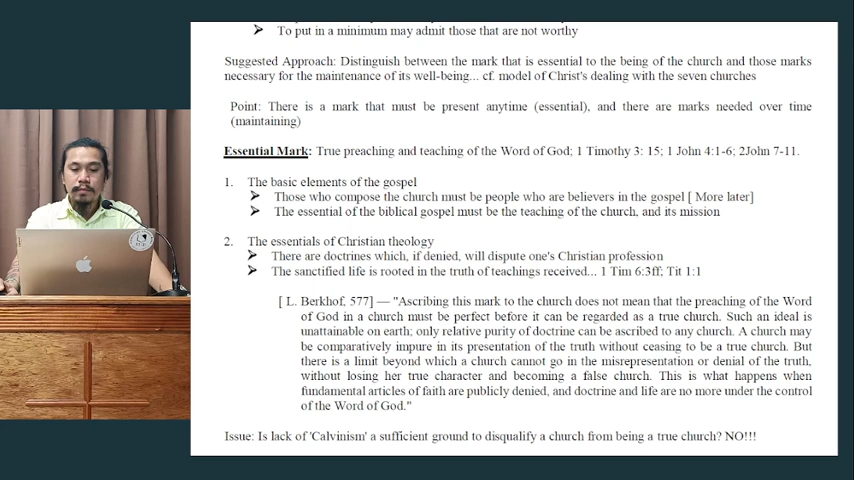 ➢ To put in a minimum may admit those that are not worthy
Suggested Approach: Distinguish between the mark that is essential to the being of the church and those marks
necessary for the maintenance of its well-being... cf. model of Christ's dealing with the seven churches
Point: There is a mark that must be present anytime (essential), and there are marks needed over time
(maintaining)
Essential Mark: True preaching and teaching of the Word of God; 1 Timothy 3: 15; 1 John 4:1-6; 2John 7-11.
1. The basic elements of the gospel
➢ Those who compose the church must be people who are believers in the gospel [ More later]
➢ The essential of the biblical gospel must be the teaching of the church, and its mission
2. The essentials of Christian theology
➢ There are doctrines which, if denied, will dispute one's Christian profession
➢ The sanctified life is rooted in the truth of teachings received... 1 Tim 6:3ff; Tit 1:1
[ L. Berkhof, 577] — "Ascribing this mark to the church does not mean that the preaching of the Word
of God in a church must be perfect before it can be regarded as a true church. Such an ideal is
unattainable on earth; only relative purity of doctrine can be ascribed to any church. A church may
be comparatively impure in its presentation of the truth without ceasing to be a true church. But
there is a limit beyond which a church cannot go in the misrepresentation or denial of the truth,
without losing her true character and becoming a false church. This is what happens when
fundamental articles of faith are publicly denied, and doctrine and life are no more under the control
of the Word of God."
Issue: Is lack of 'Calvinism' a sufficient ground to disqualify a church from being a true church? NO!!!